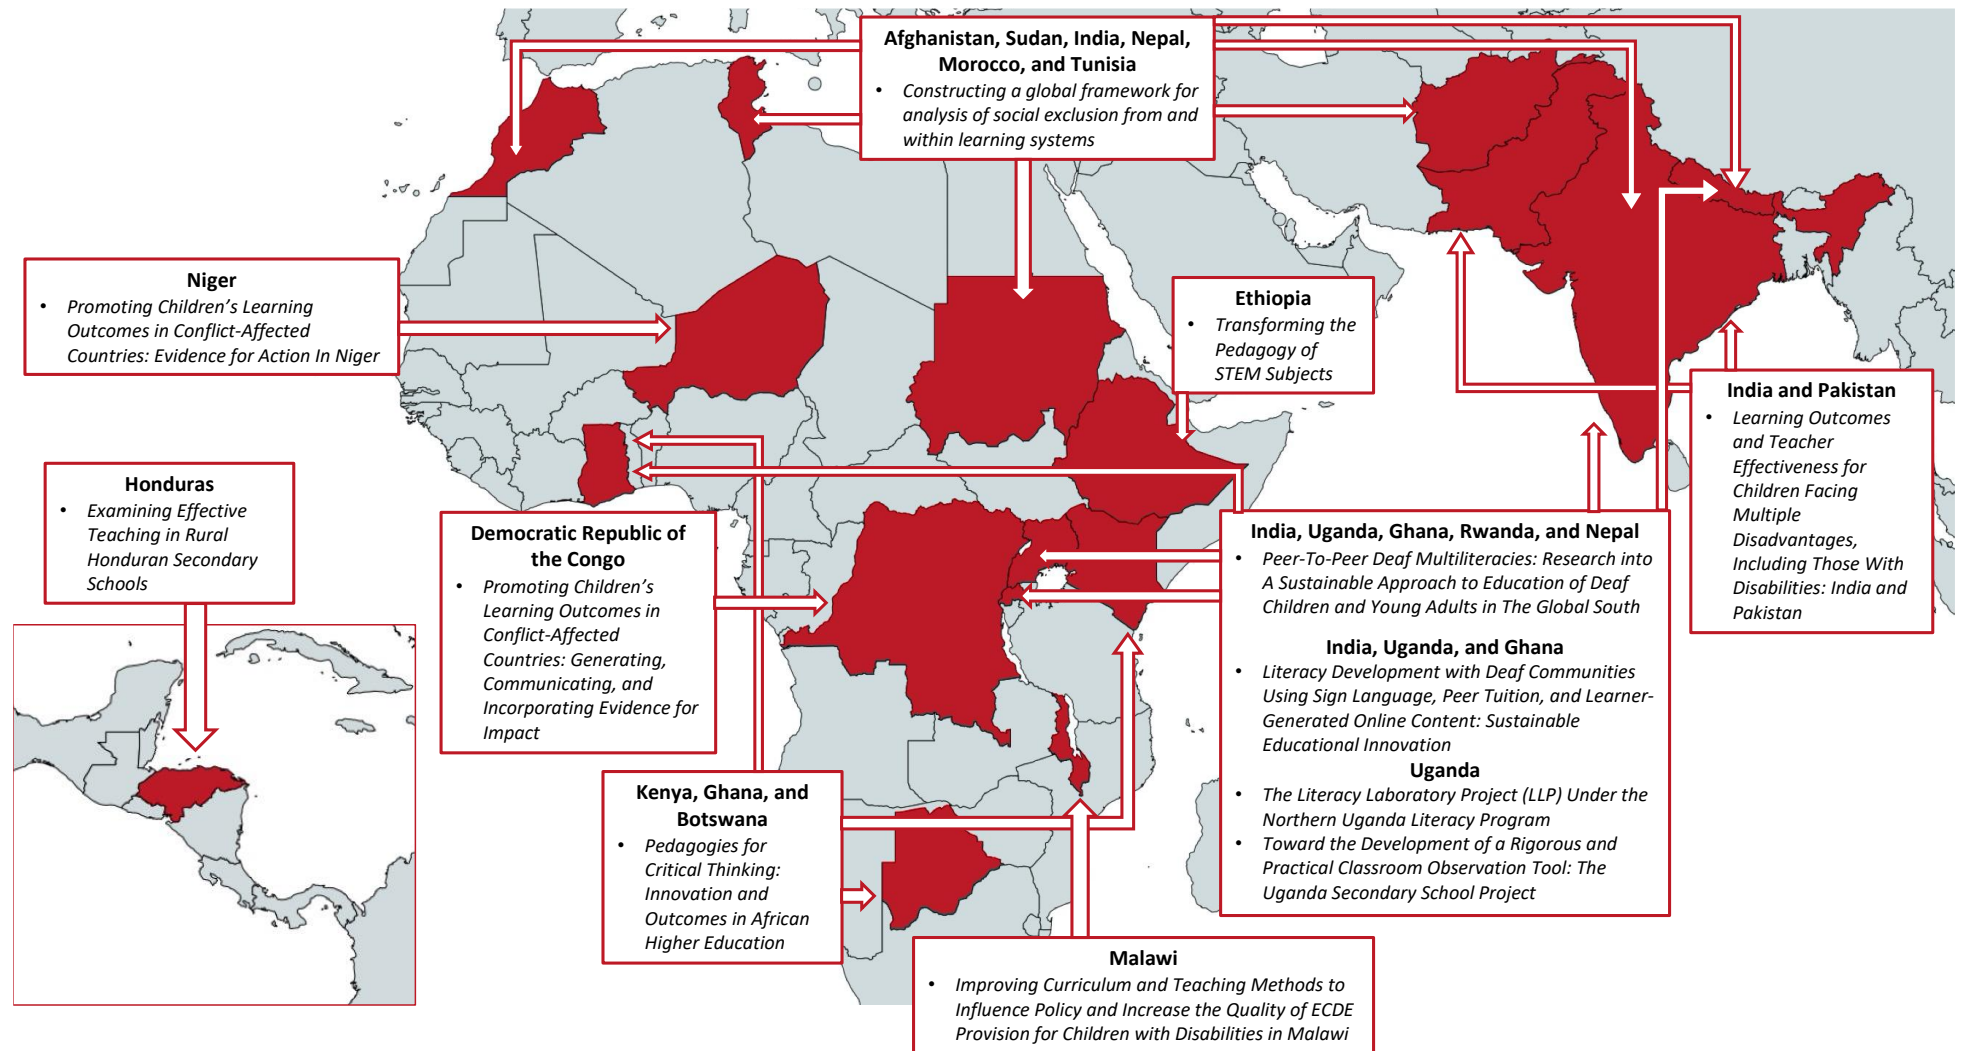 Afghanistan, Sudan, India, Nepal,
Morocco, and Tunisia
• Constructing a global framework for
analysis of social exclusion from and
within learning systems
Niger
• Promoting Children's Learning
Outcomes in Conflict-Affected
Countries: Evidence for Action In Niger
Ethiopia
• Transforming the
Pedagogy of
STEM Subjects
India and Pakistan
• Learning Outcomes
and Teacher
Effectiveness for
Children Facing
Multiple
Disadvantages,
Including Those With
Disabilities: India and
Pakistan
Honduras
• Examining Effective
Teaching in Rural
Honduran Secondary
Schools
Democratic Republic of
the Congo
• Promoting Children's
Learning Outcomes in
Conflict-Affected
Countries: Generating,
Communicating, and
Incorporating Evidence for
Impact
India, Uganda, Ghana, Rwanda, and Nepal
• Peer-To-Peer Deaf Multiliteracies: Research into
A Sustainable Approach to Education of Deaf
Children and Young Adults in The Global South
India, Uganda, and Ghana
• Literacy Development with Deaf Communities
Using Sign Language, Peer Tuition, and Learner-
Generated Online Content: Sustainable
Educational Innovation
Uganda
• The Literacy Laboratory Project (LLP) Under the
Northern Uganda Literacy Program
• Toward the Development of a Rigorous and
Practical Classroom Observation Tool: The
Uganda Secondary School Project
Kenya, Ghana, and
Botswana
• Pedagogies for
Critical Thinking:
Innovation and
Outcomes in African
Higher Education
Malawi
• Improving Curriculum and Teaching Methods to
Influence Policy and Increase the Quality of ECDE
Provision for Children with Disabilities in Malawi